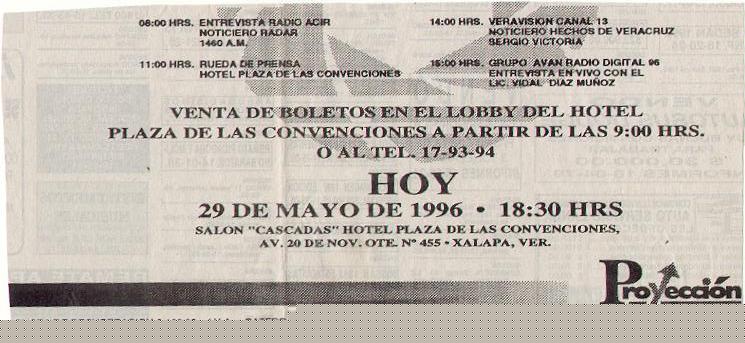 08:00 HRS. ENTREVISTA RADIO ACIR
NOTICIERO RADAR
1460 A.M.
11:00 HRS. RUEDA DE PRENSA
HOTEL PLAZA DE LAS CONVENCIONES
14:00 HRS. VERAVISION CANAL 13
NOTICIERO HECHOS DE VERACRUZ
SERGIO VICTORIA
15:00 HRS. GRUPO AVAN RADIO DIGITAL 96
ENTREVISTA EN VIVO CON EL
LIC. VIDAL DIAZ MUÑOZ
VENTA DE BOLETOS EN EL LOBBY DEL HOTEL
PLAZA DE LAS CONVENCIONES A PARTIR DE LAS 9:00 HRS.
O AL TEL. 17-93-94
HOY
29 DE MAYO DE 1996 • 18:30 HRS
SALON "CASCADAS" HOTEL PLAZA DE LAS CONVENCIONES,
AV. 20 DE NOV. OTE. Nº 455 • XALAPA, VER.
Proyección